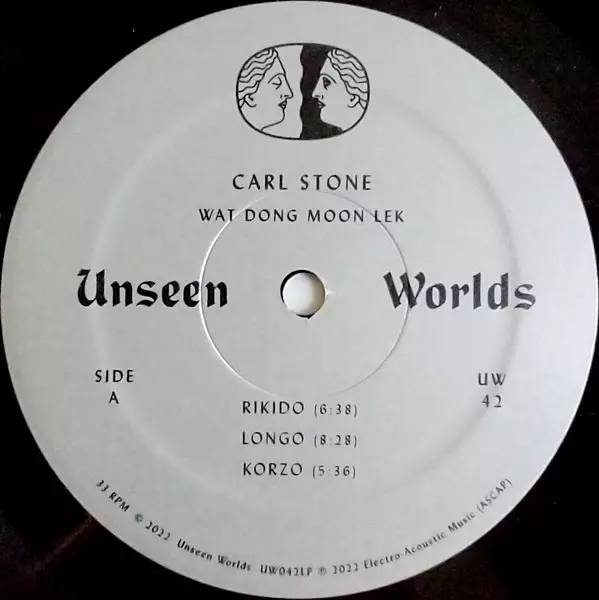 CARL STONE
WAT DONG MOON LEK
Unseen Worlds
SIDE
A
UW
42
RIKIDO (6:38)
LONGO (8:28)
KORZO (5:36)
33 RPM © 2022 Unseen Worlds UW042LP ℗ 2022 Electro-Acoustic Music (ASCAP)